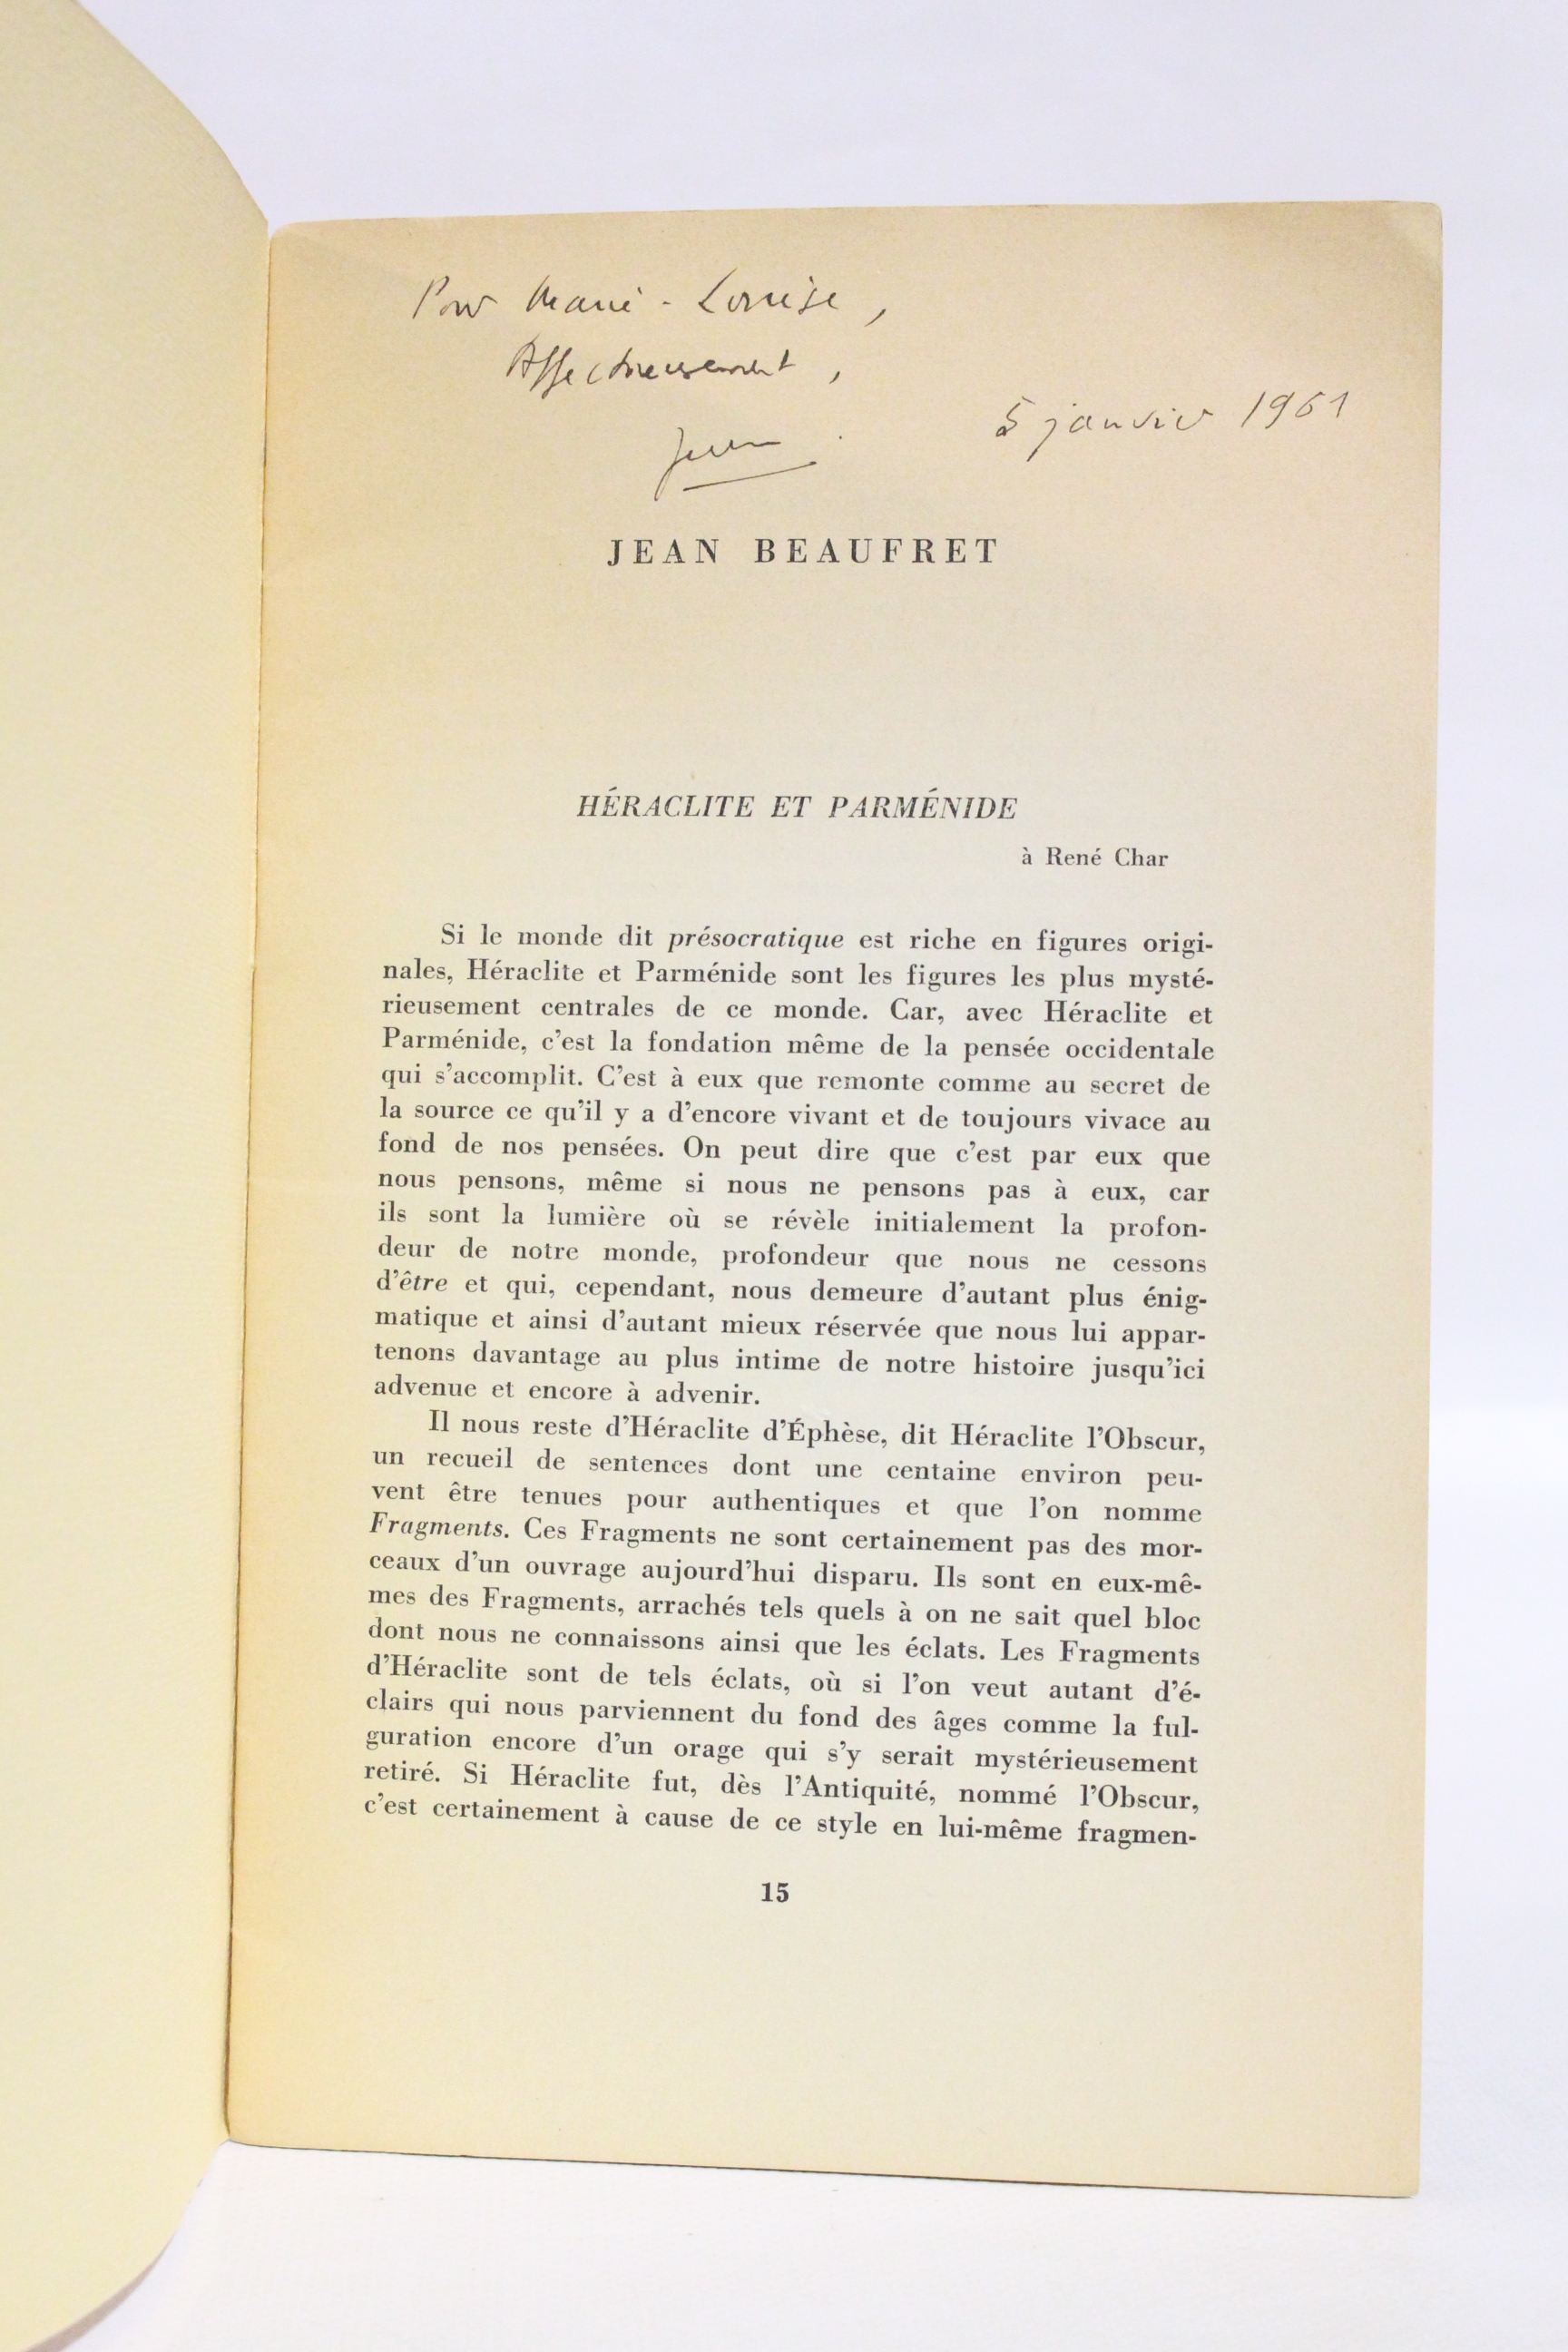 Pour Marie-Louise,
Affectueusement,
Jean
5 janvier 1961
JEAN BEAUFRET
HÉRACLITE ET PARMÉNIDE
à René Char
Si le monde dit présocratique est riche en figures origi-
nales, Héraclite et Parménide sont les figures les plus mysté-
rieusement centrales de ce monde. Car, avec Héraclite et
Parménide, c'est la fondation même de la pensée occidentale
qui s'accomplit. C'est à eux que remonte comme au secret de
la source ce qu'il y a d'encore vivant et de toujours vivace au
fond de nos pensées. On peut dire que c'est par eux que
nous pensons, même si nous ne pensons pas à eux, car
ils sont la lumière où se révèle initialement la profon-
deur de notre monde, profondeur que nous ne cessons
d'être et qui, cependant, nous demeure d'autant plus énig-
matique et ainsi d'autant mieux réservée que nous lui appar-
tenons davantage au plus intime de notre histoire jusqu'ici
advenue et encore à advenir.
Il nous reste d'Héraclite d'Éphèse, dit Héraclite l'Obscur,
un recueil de sentences dont une centaine environ peu-
vent être tenues pour authentiques et que l'on nomme
Fragments. Ces Fragments ne sont certainement pas des mor-
ceaux d'un ouvrage aujourd'hui disparu. Ils sont en eux-mê-
mes des Fragments, arrachés tels quels à on ne sait quel bloc
dont nous ne connaissons ainsi que les éclats. Les Fragments
d'Héraclite sont de tels éclats, où si l'on veut autant d'é-
clairs qui nous parviennent du fond des âges comme la ful-
guration encore d'un orage qui s'y serait mystérieusement
retiré. Si Héraclite fut, dès l'Antiquité, nommé l'Obscur,
c'est certainement à cause de ce style en lui-même fragmen-
15